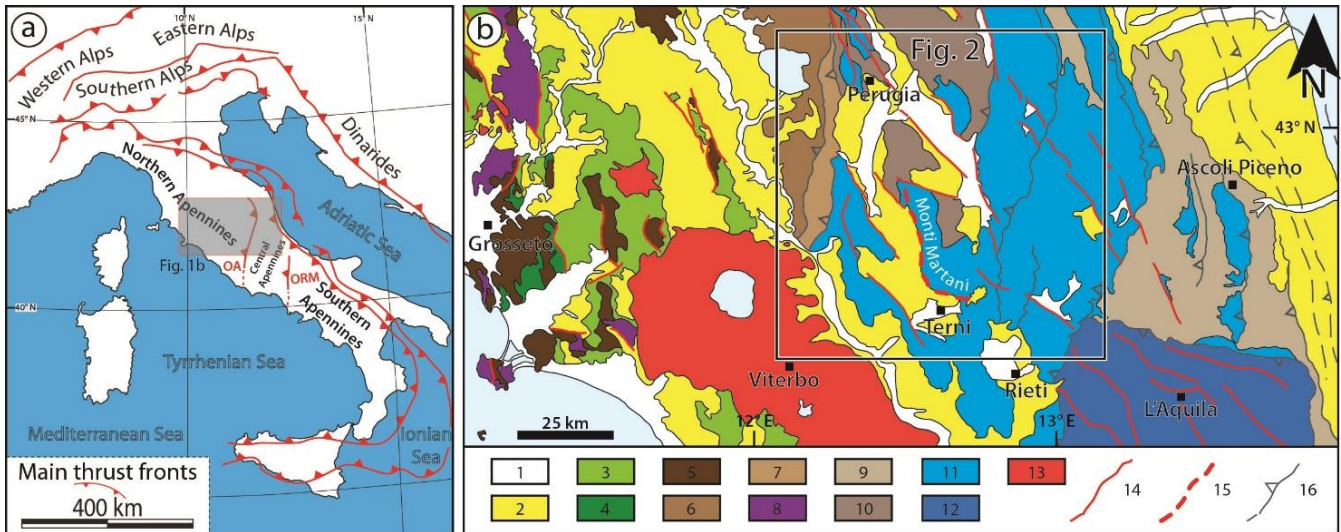 a
10°E
15°E
Western Alps
Eastern Alps
Southern Alps
Dinarides
45° N
Northern Apennines
Adriatic Sea
Fig. 1b
OA
Central
Apennines
ORM
Southern
Apennines
40° N
Tyrrhenian Sea
Mediterranean Sea
Ionian
Sea
Main thrust fronts
400 km
b
Fig. 2
N
Perugia
43° N
Ascoli Piceno
Grosseto
Monti Martani
Terni
Viterbo
Rieti
L'Aquila
25 km
12° E
13° E
1
3
5
7
9
11
13
14
15
16
2
4
6
8
10
12